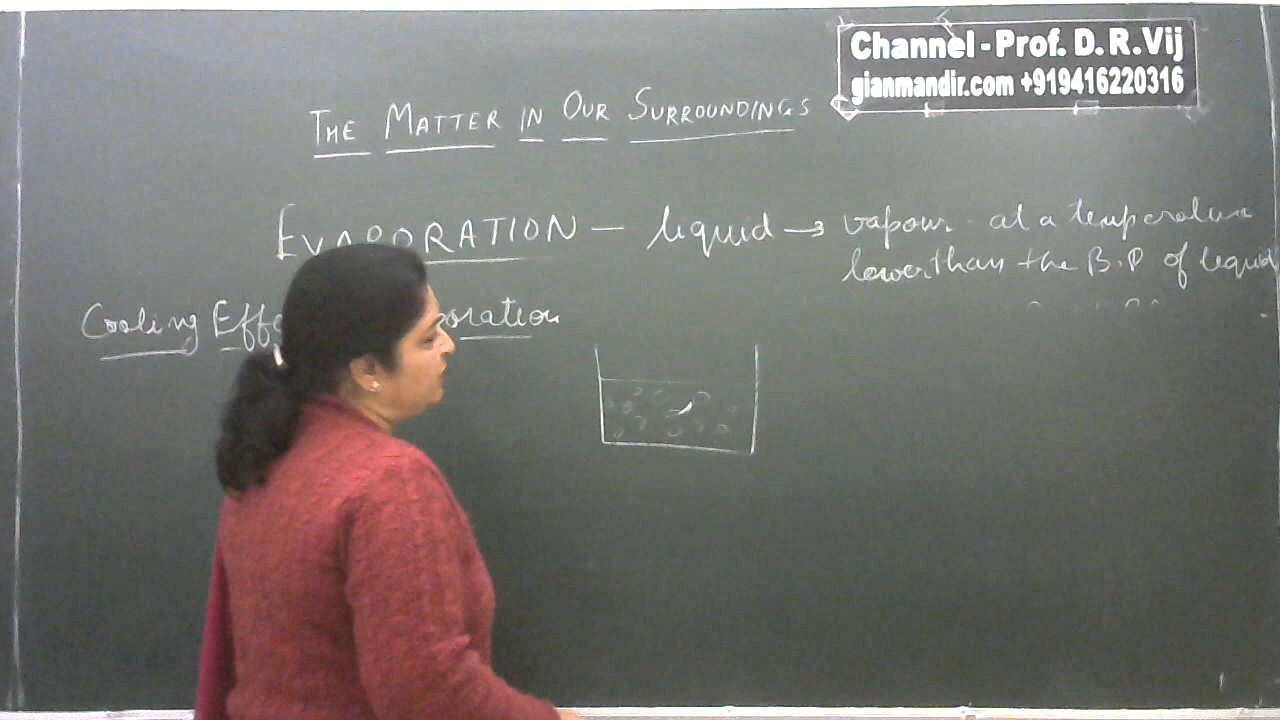 Channel - Prof. D. R. Vij
gianmandir.com +919416220316
THE MATTER IN OUR SURROUNDINGS
EVAPORATION — liquid → vapour at a temperature
lower than the B.P of liquid
Cooling Effe oration